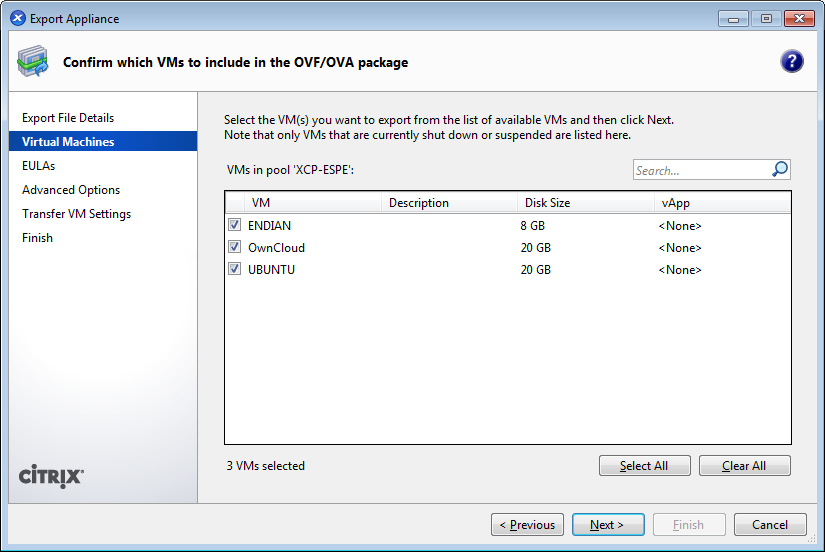 Export Appliance
Confirm which VMs to include in the OVF/OVA package
?
Export File Details
Virtual Machines
EULAs
Advanced Options
Transfer VM Settings
Finish
CITRIX
Select the VM(s) you want to export from the list of available VMs and then click Next.
Note that only VMs that are currently shut down or suspended are listed here.
VMs in pool 'XCP-ESPE':
Search...
VM Description Disk Size vApp
ENDIAN 8 GB <None>
OwnCloud 20 GB <None>
UBUNTU 20 GB <None>
3 VMs selected
Select All
Clear All
< Previous
Next >
Finish
Cancel